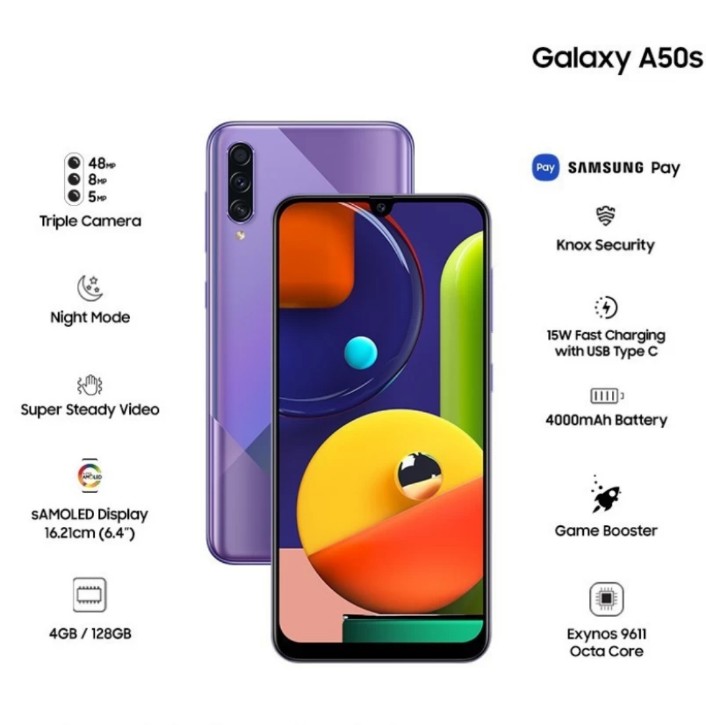 Galaxy A50s
48MP
8MP
5MP
Triple Camera
Night Mode
Super Steady Video
SUPER AMOLED
sAMOLED Display
16.21cm (6.4")
4GB / 128GB
Pay SAMSUNG Pay
Knox Security
15W Fast Charging
with USB Type C
4000mAh Battery
Game Booster
Exynos 9611
Octa Core